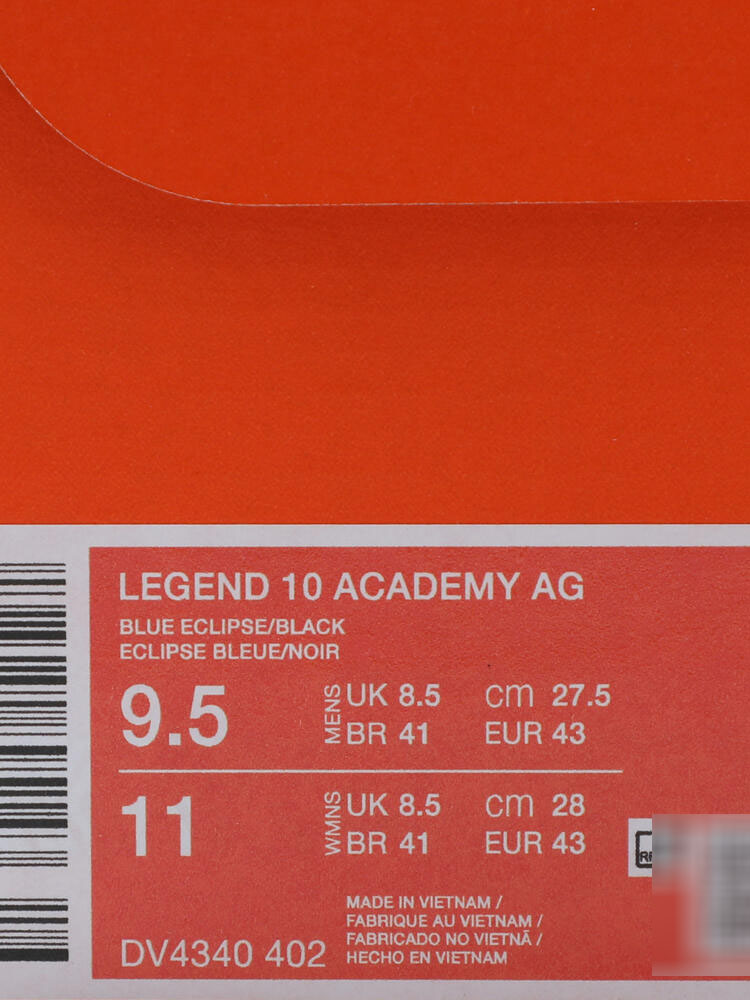 LEGEND 10 ACADEMY AG
BLUE ECLIPSE/BLACK
ECLIPSE BLEUE/NOIR
9.5
MENS
UK 8.5 cm 27.5
BR 41 EUR 43
11
WMNS
UK 8.5 cm 28
BR 41 EUR 43
MADE IN VIETNAM /
FABRIQUE AU VIETNAM /
FABRICADO NO VIETNÃ /
HECHO EN VIETNAM
DV4340 402